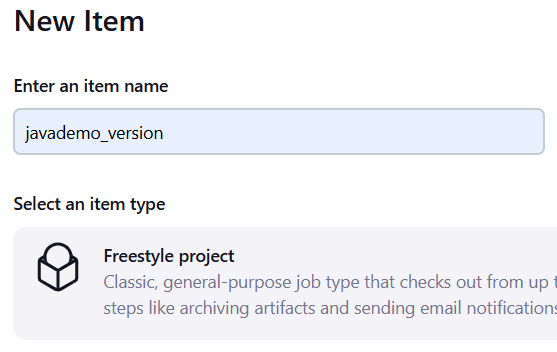 New Item
Enter an item name
javademo_version
Select an item type
Freestyle project
Classic, general-purpose job type that checks out from up
steps like archiving artifacts and sending email notifications